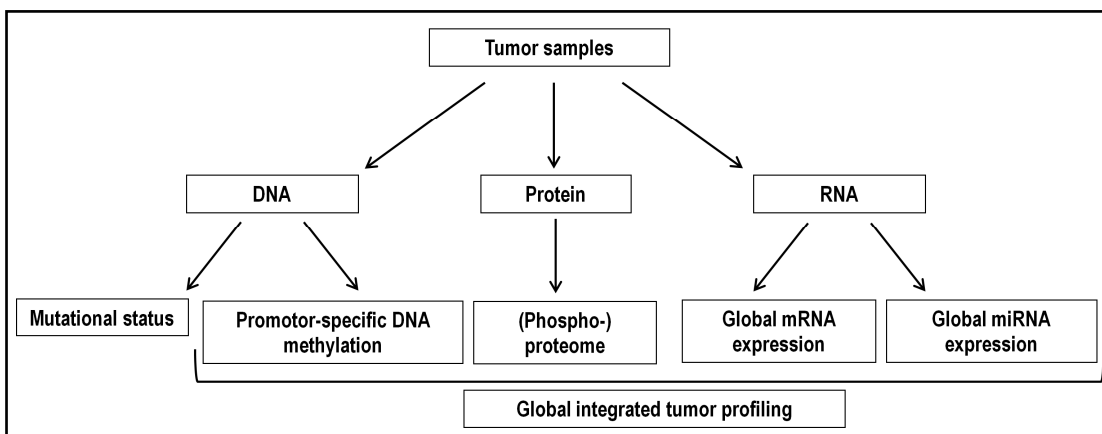 Tumor samples
DNA
Protein
RNA
Mutational status
Promotor-specific DNA
methylation
(Phospho-)
proteome
Global mRNA
expression
Global miRNA
expression
Global integrated tumor profiling